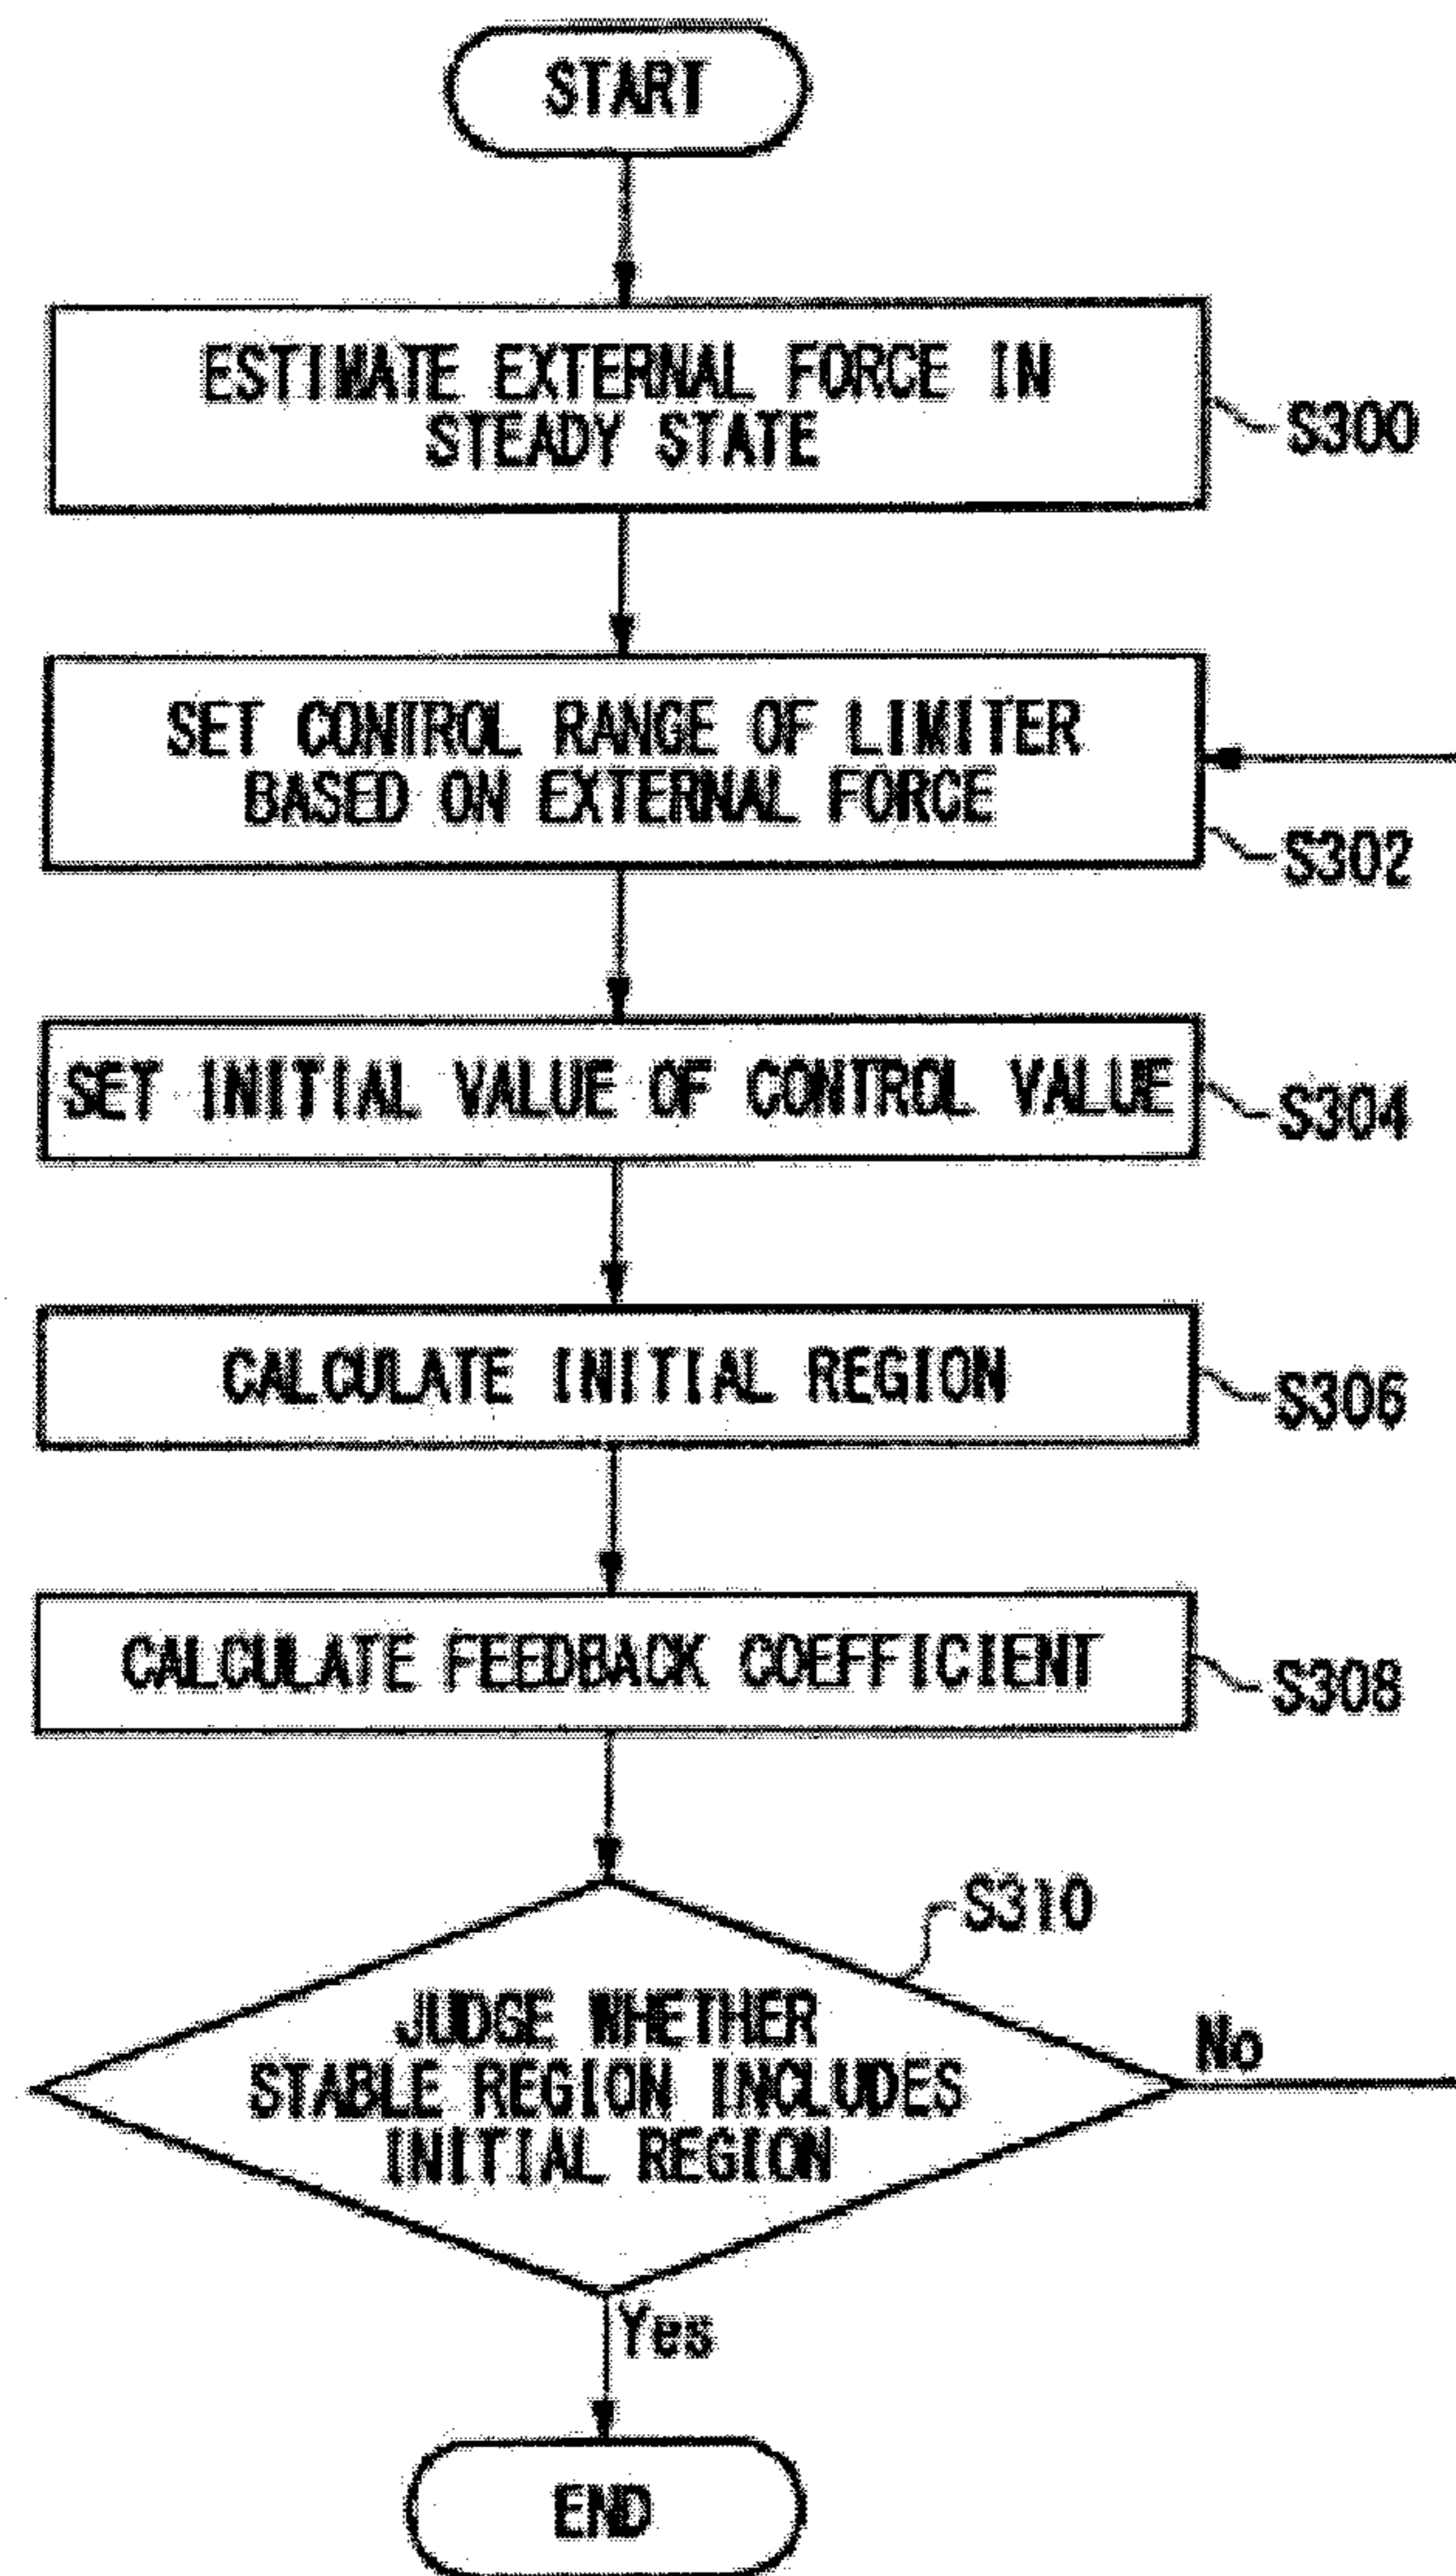 START
ESTIMATE EXTERNAL FORCE IN
STEADY STATE
S300
SET CONTROL RANGE OF LIMITER
BASED ON EXTERNAL FORCE
S302
SET INITIAL VALUE OF CONTROL VALUE
S304
CALCULATE INITIAL REGION
S306
CALCULATE FEEDBACK COEFFICIENT
S308
S310
JUDGE WHETHER
STABLE REGION INCLUDES
INITIAL REGION
No
Yes
END